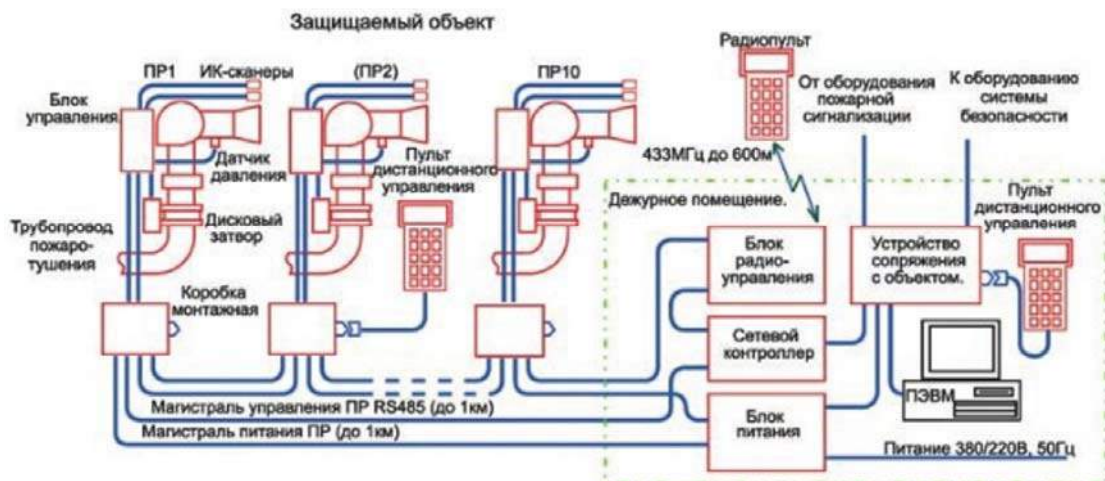 Защищаемый объект
ПР1
ИК-сканеры
(ПР2)
ПР10
Радиопульт
От оборудования
пожарной
сигнализации
К оборудованию
системы
безопасности
Блок
управления
Датчик
давления
Пульт
дистанционного
управления
433МГц до 600м
Дежурное помещение.
Пульт
дистанционного
управления
Трубопровод
пожаро-
тушения
Дисковый
затвор
Блок
радио-
управления
Устройство
сопряжения
с объектом.
Коробка
монтажная
Сетевой
контроллер
ПЭВМ
Магистраль управления ПР RS485 (до 1км)
Магистраль питания ПР (до 1км)
Блок
питания
Питание 380/220В, 50Гц